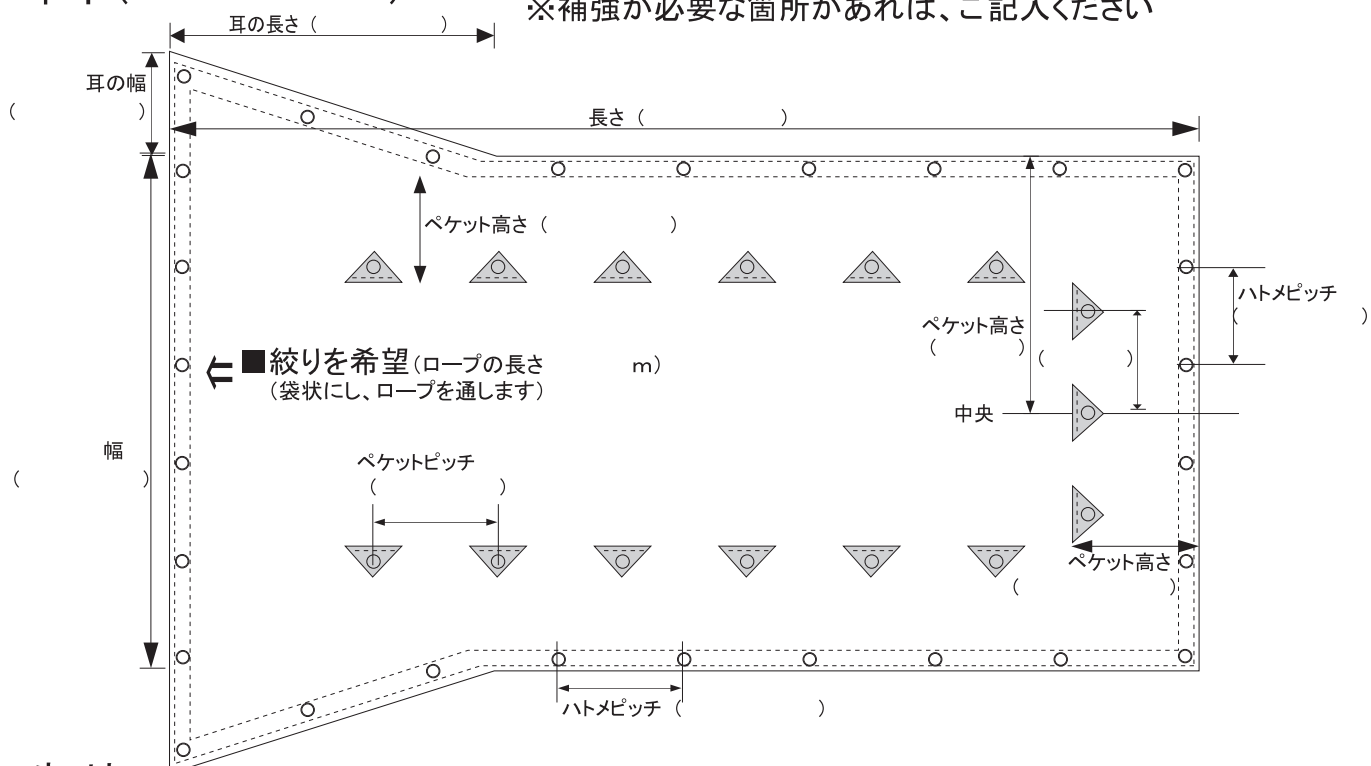 ※補強が必要な箇所があれば、ご記入ください
耳の長さ（　　　　　　）
耳の幅
（　　　　　　）
長さ（　　　　　　）
ペケット高さ（　　　　　　）
ハトメピッチ
（　　　　　　）
ペケット高さ
（　　　　）
（　　　　）
⇐ ■絞りを希望（ロープの長さ　　　　m）
（袋状にし、ロープを通します）
中央
幅
（　　　　　　）
ペケットピッチ
（　　　　　　）
ペケット高さ
（　　　　　　）
ハトメピッチ（　　　　　　）